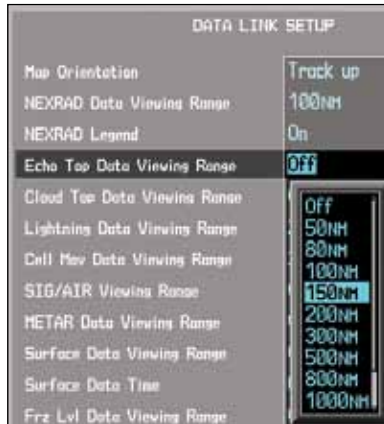 DATA LINK SETUP
Map Orientation Track up
NEXRAD Data Viewing Range 100NM
NEXRAD Legend On
Echo Top Data Viewing Range Off
Cloud Top Data Viewing Range
Lightning Data Viewing Range
Cell Mov Data Viewing Range
SIG/AIR Viewing Range
METAR Data Viewing Range
Surface Data Viewing Range
Surface Data Time
Frz Lvl Data Viewing Range
Off
50NM
80NM
100NM
150NM
200NM
300NM
500NM
800NM
1000NM